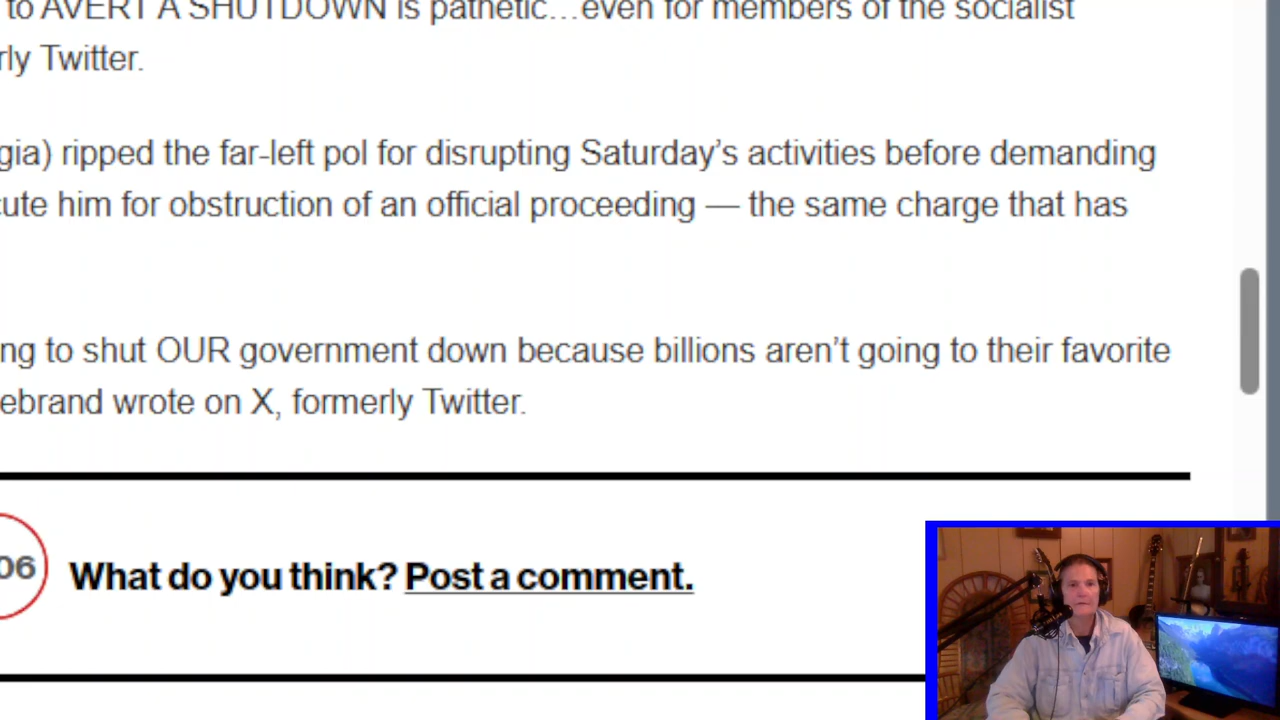 to AVERT A SHUTDOWN is pathetic…even for members of the socialist
rly Twitter.
gia) ripped the far-left pol for disrupting Saturday’s activities before demanding
cute him for obstruction of an official proceeding — the same charge that has
ng to shut OUR government down because billions aren’t going to their favorite
ebrand wrote on X, formerly Twitter.
06
What do you think? Post a comment.